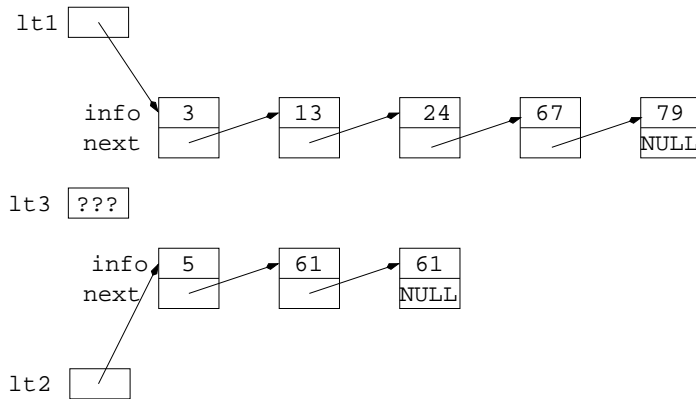 lt1
info 3 13 24 67 79
next NULL
lt3 ???
info 5 61 61
next NULL
lt2